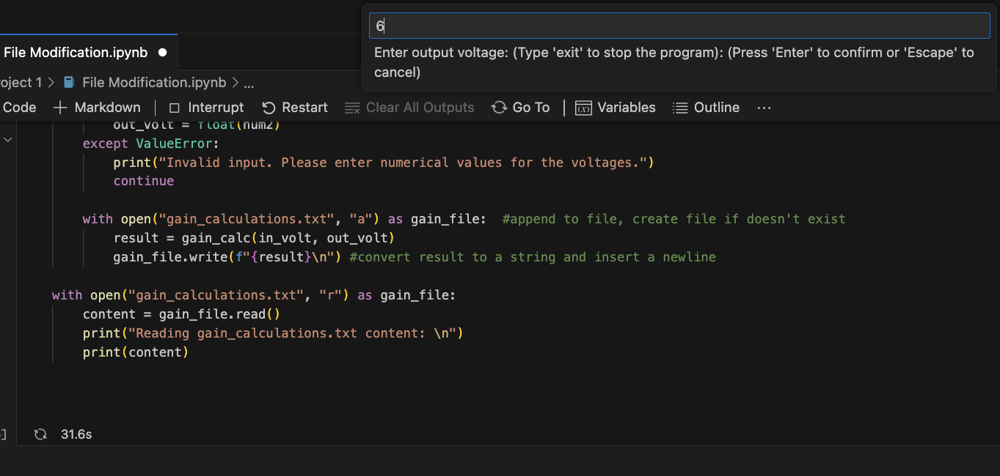 6
Enter output voltage: (Type 'exit' to stop the program): (Press 'Enter' to confirm or 'Escape' to
cancel)
File Modification.ipynb
oject 1 > File Modification.ipynb > ...
Code + Markdown | Interrupt Restart Clear All Outputs Go To | Variables Outline ...
out_volt = float(num2)
except ValueError:
print("Invalid input. Please enter numerical values for the voltages.")
continue
with open("gain_calculations.txt", "a") as gain_file: #append to file, create file if doesn't exist
result = gain_calc(in_volt, out_volt)
gain_file.write(f"{result}\n") #convert result to a string and insert a newline
with open("gain_calculations.txt", "r") as gain_file:
content = gain_file.read()
print("Reading gain_calculations.txt content: \n")
print(content)
] 31.6s